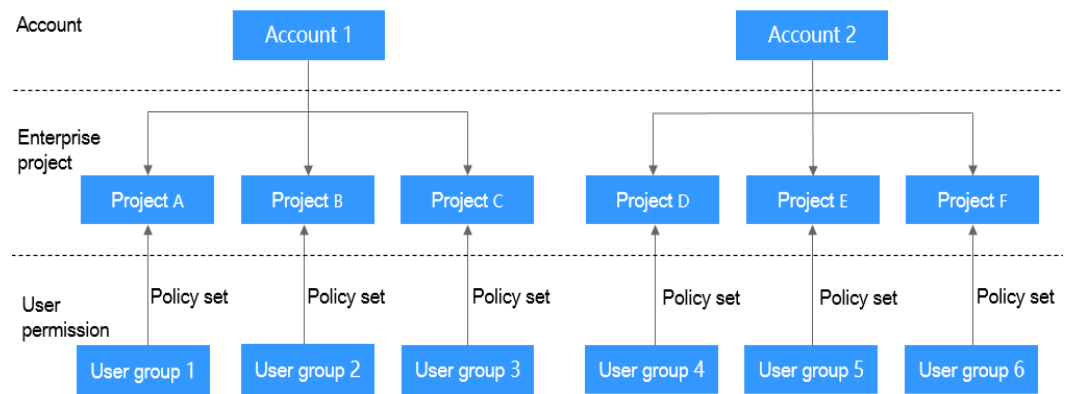 Account
Account 1
Account 2
Enterprise
project
Project A
Project B
Project C
Project D
Project E
Project F
Policy set
Policy set
Policy set
Policy set
Policy set
Policy set
User
permission
User group 1
User group 2
User group 3
User group 4
User group 5
User group 6